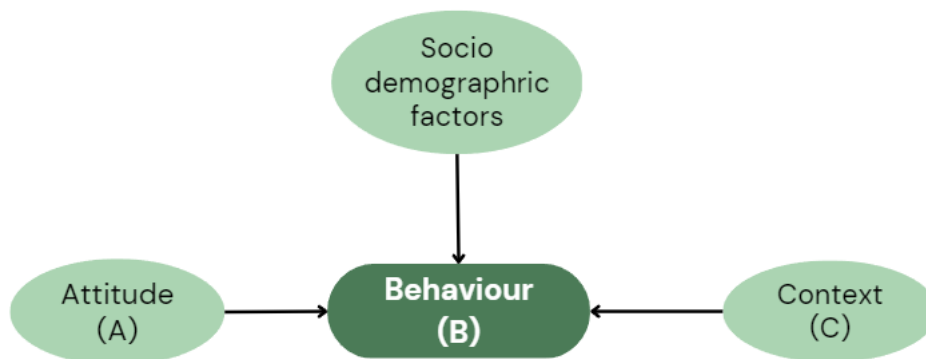 Socio
demographric
factors
Attitude
(A)
Behaviour
(B)
Context
(C)